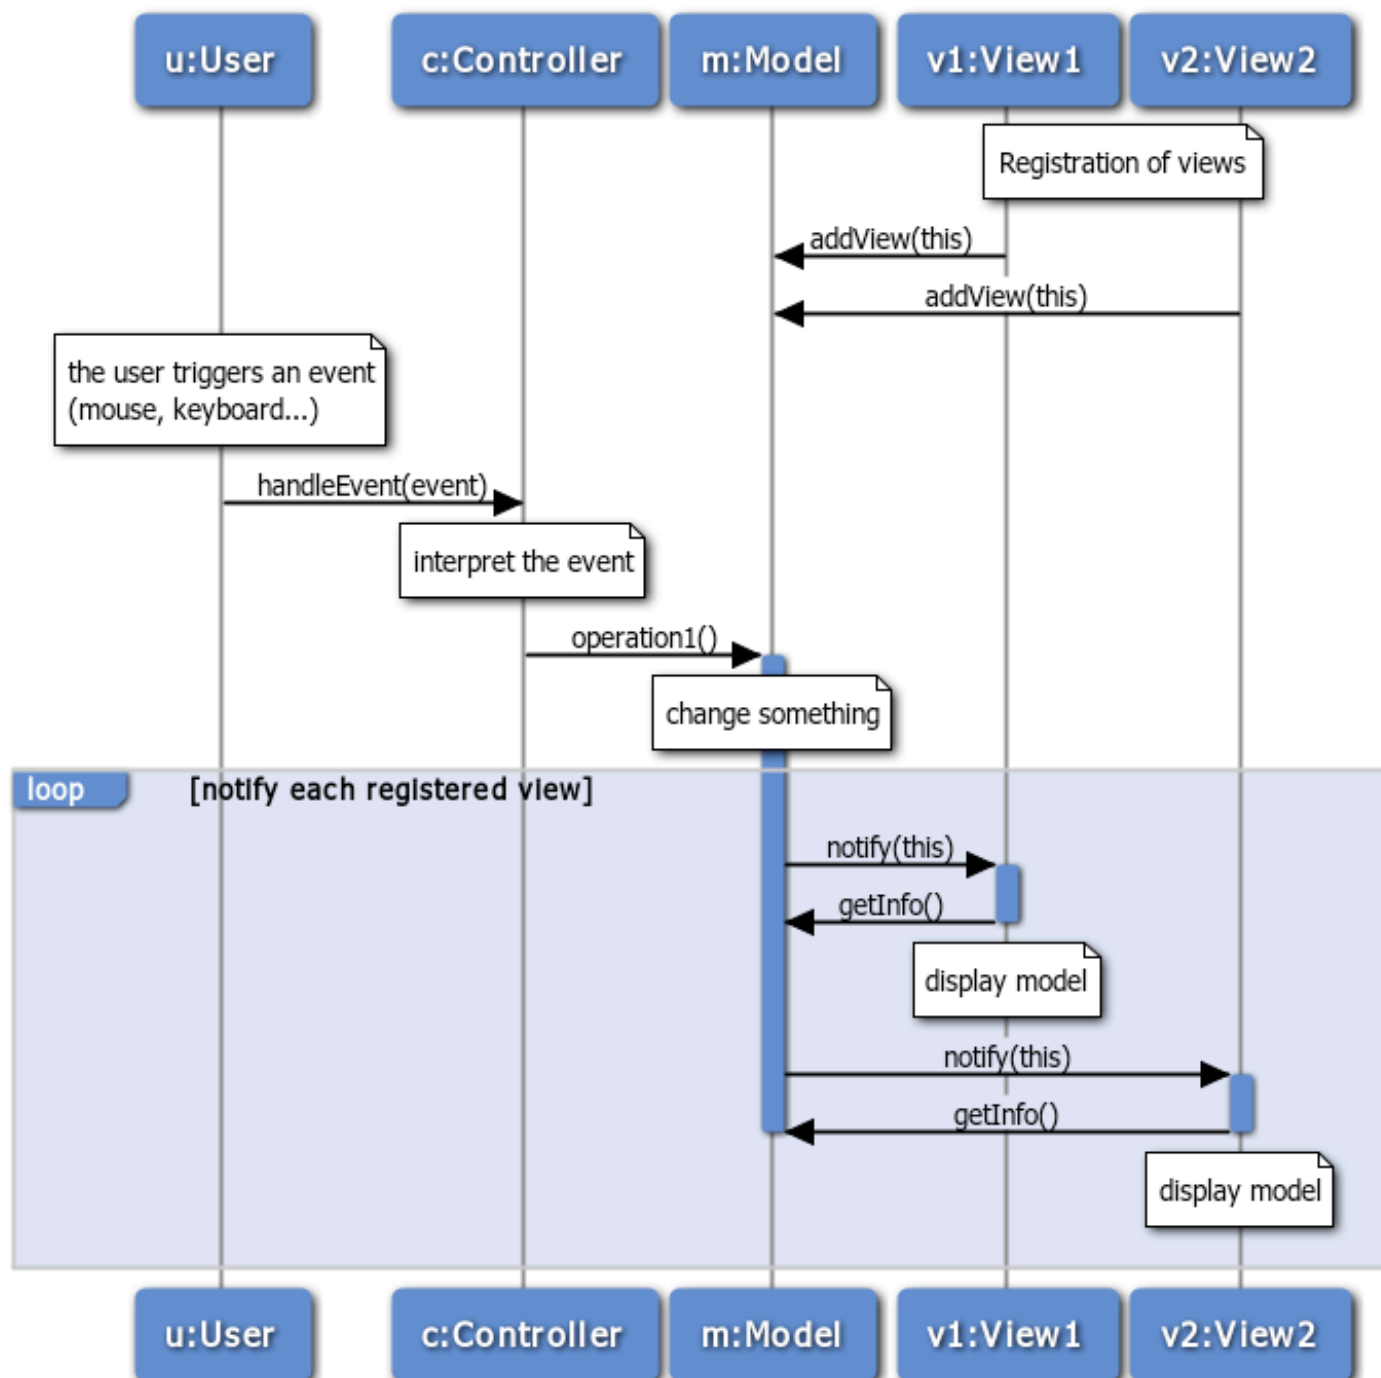 u:User
c:Controller
m:Model
v1:View1
v2:View2
Registration of views
addView(this)
addView(this)
the user triggers an event
(mouse, keyboard...)
handleEvent(event)
interpret the event
operation1()
change something
loop
[notify each registered view]
notify(this)
getInfo()
display model
notify(this)
getInfo()
display model
u:User
c:Controller
m:Model
v1:View1
v2:View2